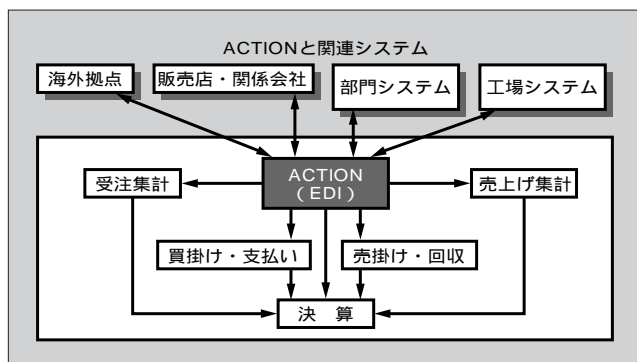 ACTIONと関連システム
海外拠点
販売店・関係会社
部門システム
工場システム
ACTION
(EDI)
受注集計
売上げ集計
買掛け・支払い
売掛け・回収
決 算